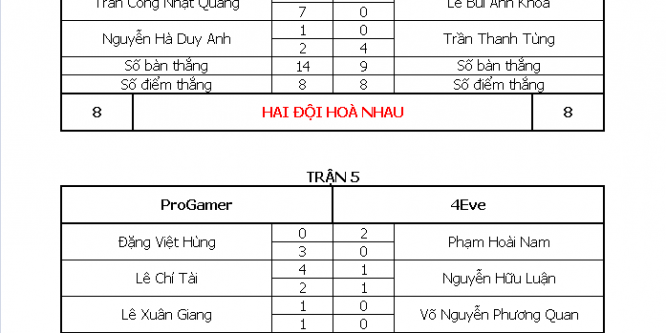 Trần Công Nhật Quang Lê Bùi Anh Khoa
7 0
Nguyễn Hà Duy Anh 1 0 Trần Thanh Tùng
2 4
Số bàn thắng 14 9 Số bàn thắng
Số điểm thắng 8 8 Số điểm thắng
8 HAI ĐỘI HOÀ NHAU 8
TRẬN 5
ProGamer 4Eve
Đặng Việt Hùng 0 2 Phạm Hoài Nam
3 0
Lê Chí Tài 4 1 Nguyễn Hữu Luận
2 1
Lê Xuân Giang 1 0 Võ Nguyễn Phương Quan
1 0